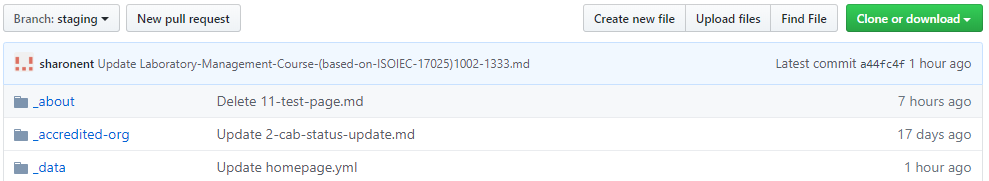 Branch: staging New pull request Create new file Upload files Find File Clone or download
sharonent Update Laboratory-Management-Course-(based-on-ISOIEC-17025)1002-1333.md Latest commit a44fc4f 1 hour ago
_about Delete 11-test-page.md 7 hours ago
_accredited-org Update 2-cab-status-update.md 17 days ago
_data Update homepage.yml 1 hour ago